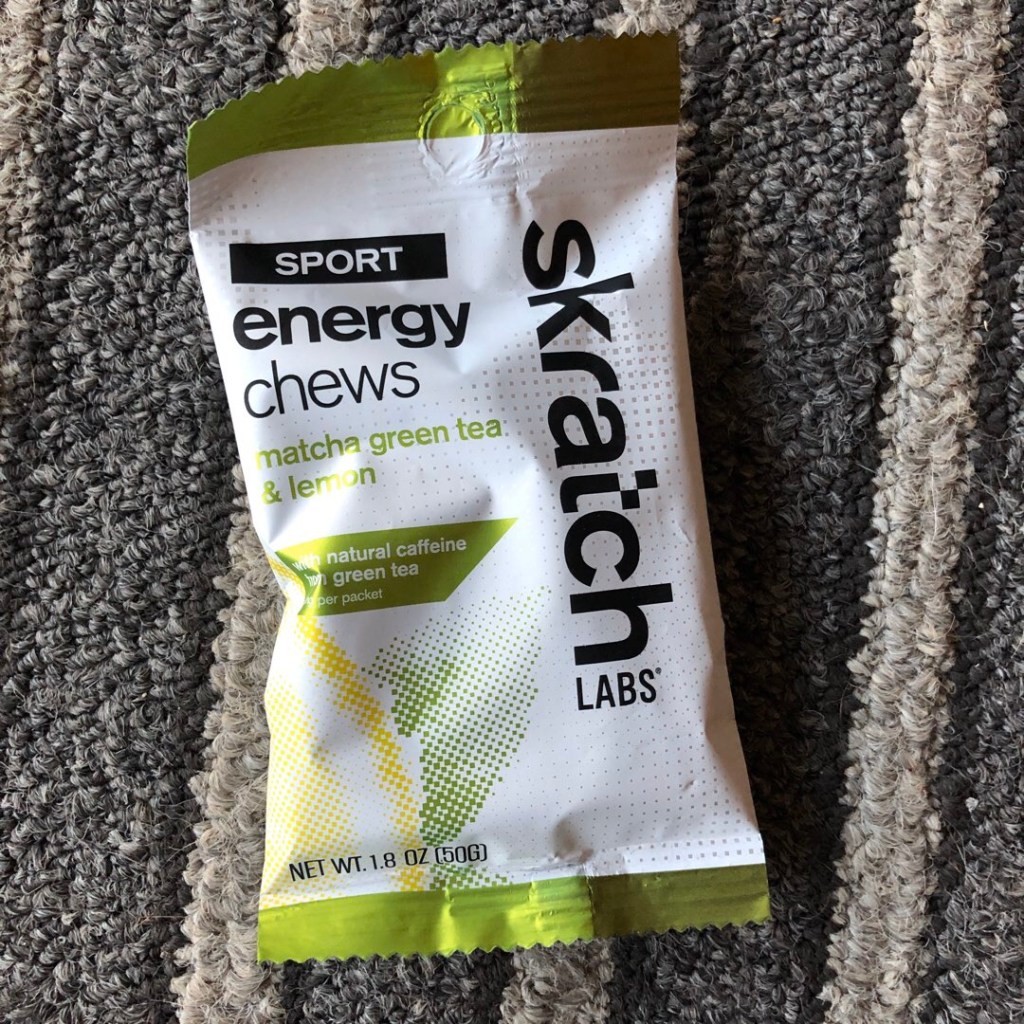 SPORT
energy
chews
matcha green tea
& lemon
natural caffeine
green tea
per packet
skratch
LABS®
NET WT. 1.8 OZ (50G)